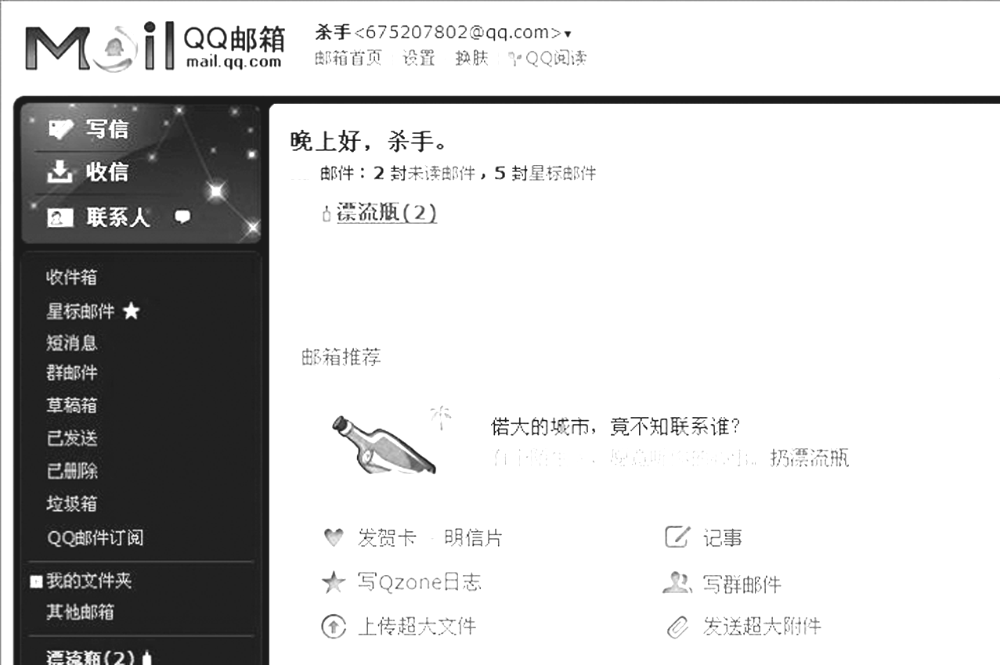 Mail QQ邮箱
mail.qq.com
杀手<675207802@qq.com>▾
邮箱首页 设置 换肤 QQ阅读
写信
收信
联系人
收件箱
星标邮件
短消息
群邮件
草稿箱
已发送
已删除
垃圾箱
QQ邮件订阅
我的文件夹
其他邮箱
漂流瓶(2)
晚上好，杀手。
邮件：2 封未读邮件，5 封星标邮件
漂流瓶(2)
邮箱推荐
偌大的城市，竟不知联系谁？
扔漂流瓶
发贺卡 - 明信片
记事
写Qzone日志
写群邮件
上传超大文件
发送超大附件